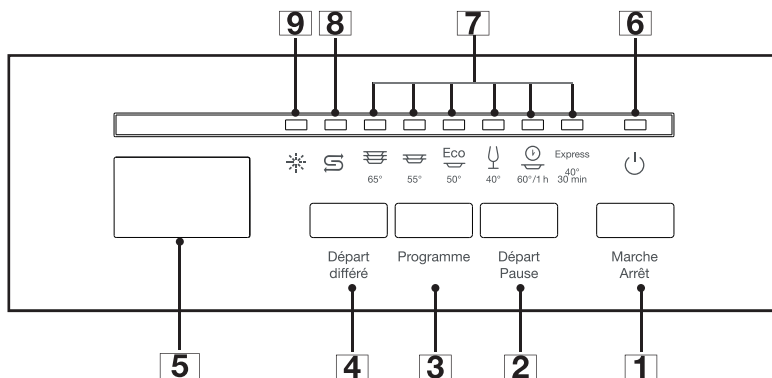 9 8 7 6
Eco
Express
65° 55° 50° 40° 60°/1 h 40°
30 min
Départ
différé
Programme
Départ
Pause
Marche
Arrêt
5 4 3 2 1